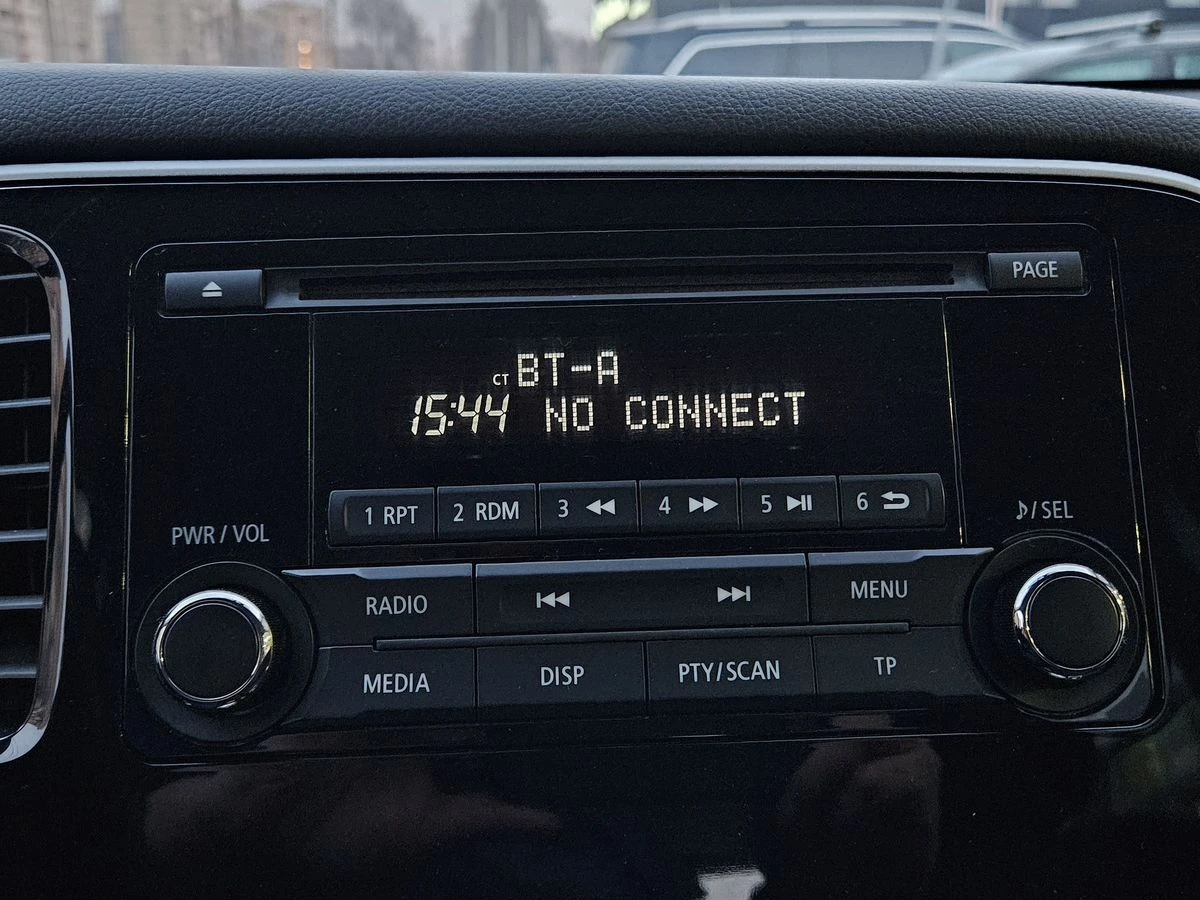 PAGE
CT BT-A
15:44 NO CONNECT
1 RPT 2 RDM 3 4 5 6
PWR / VOL
♪/SEL
RADIO MENU
MEDIA DISP PTY/SCAN TP